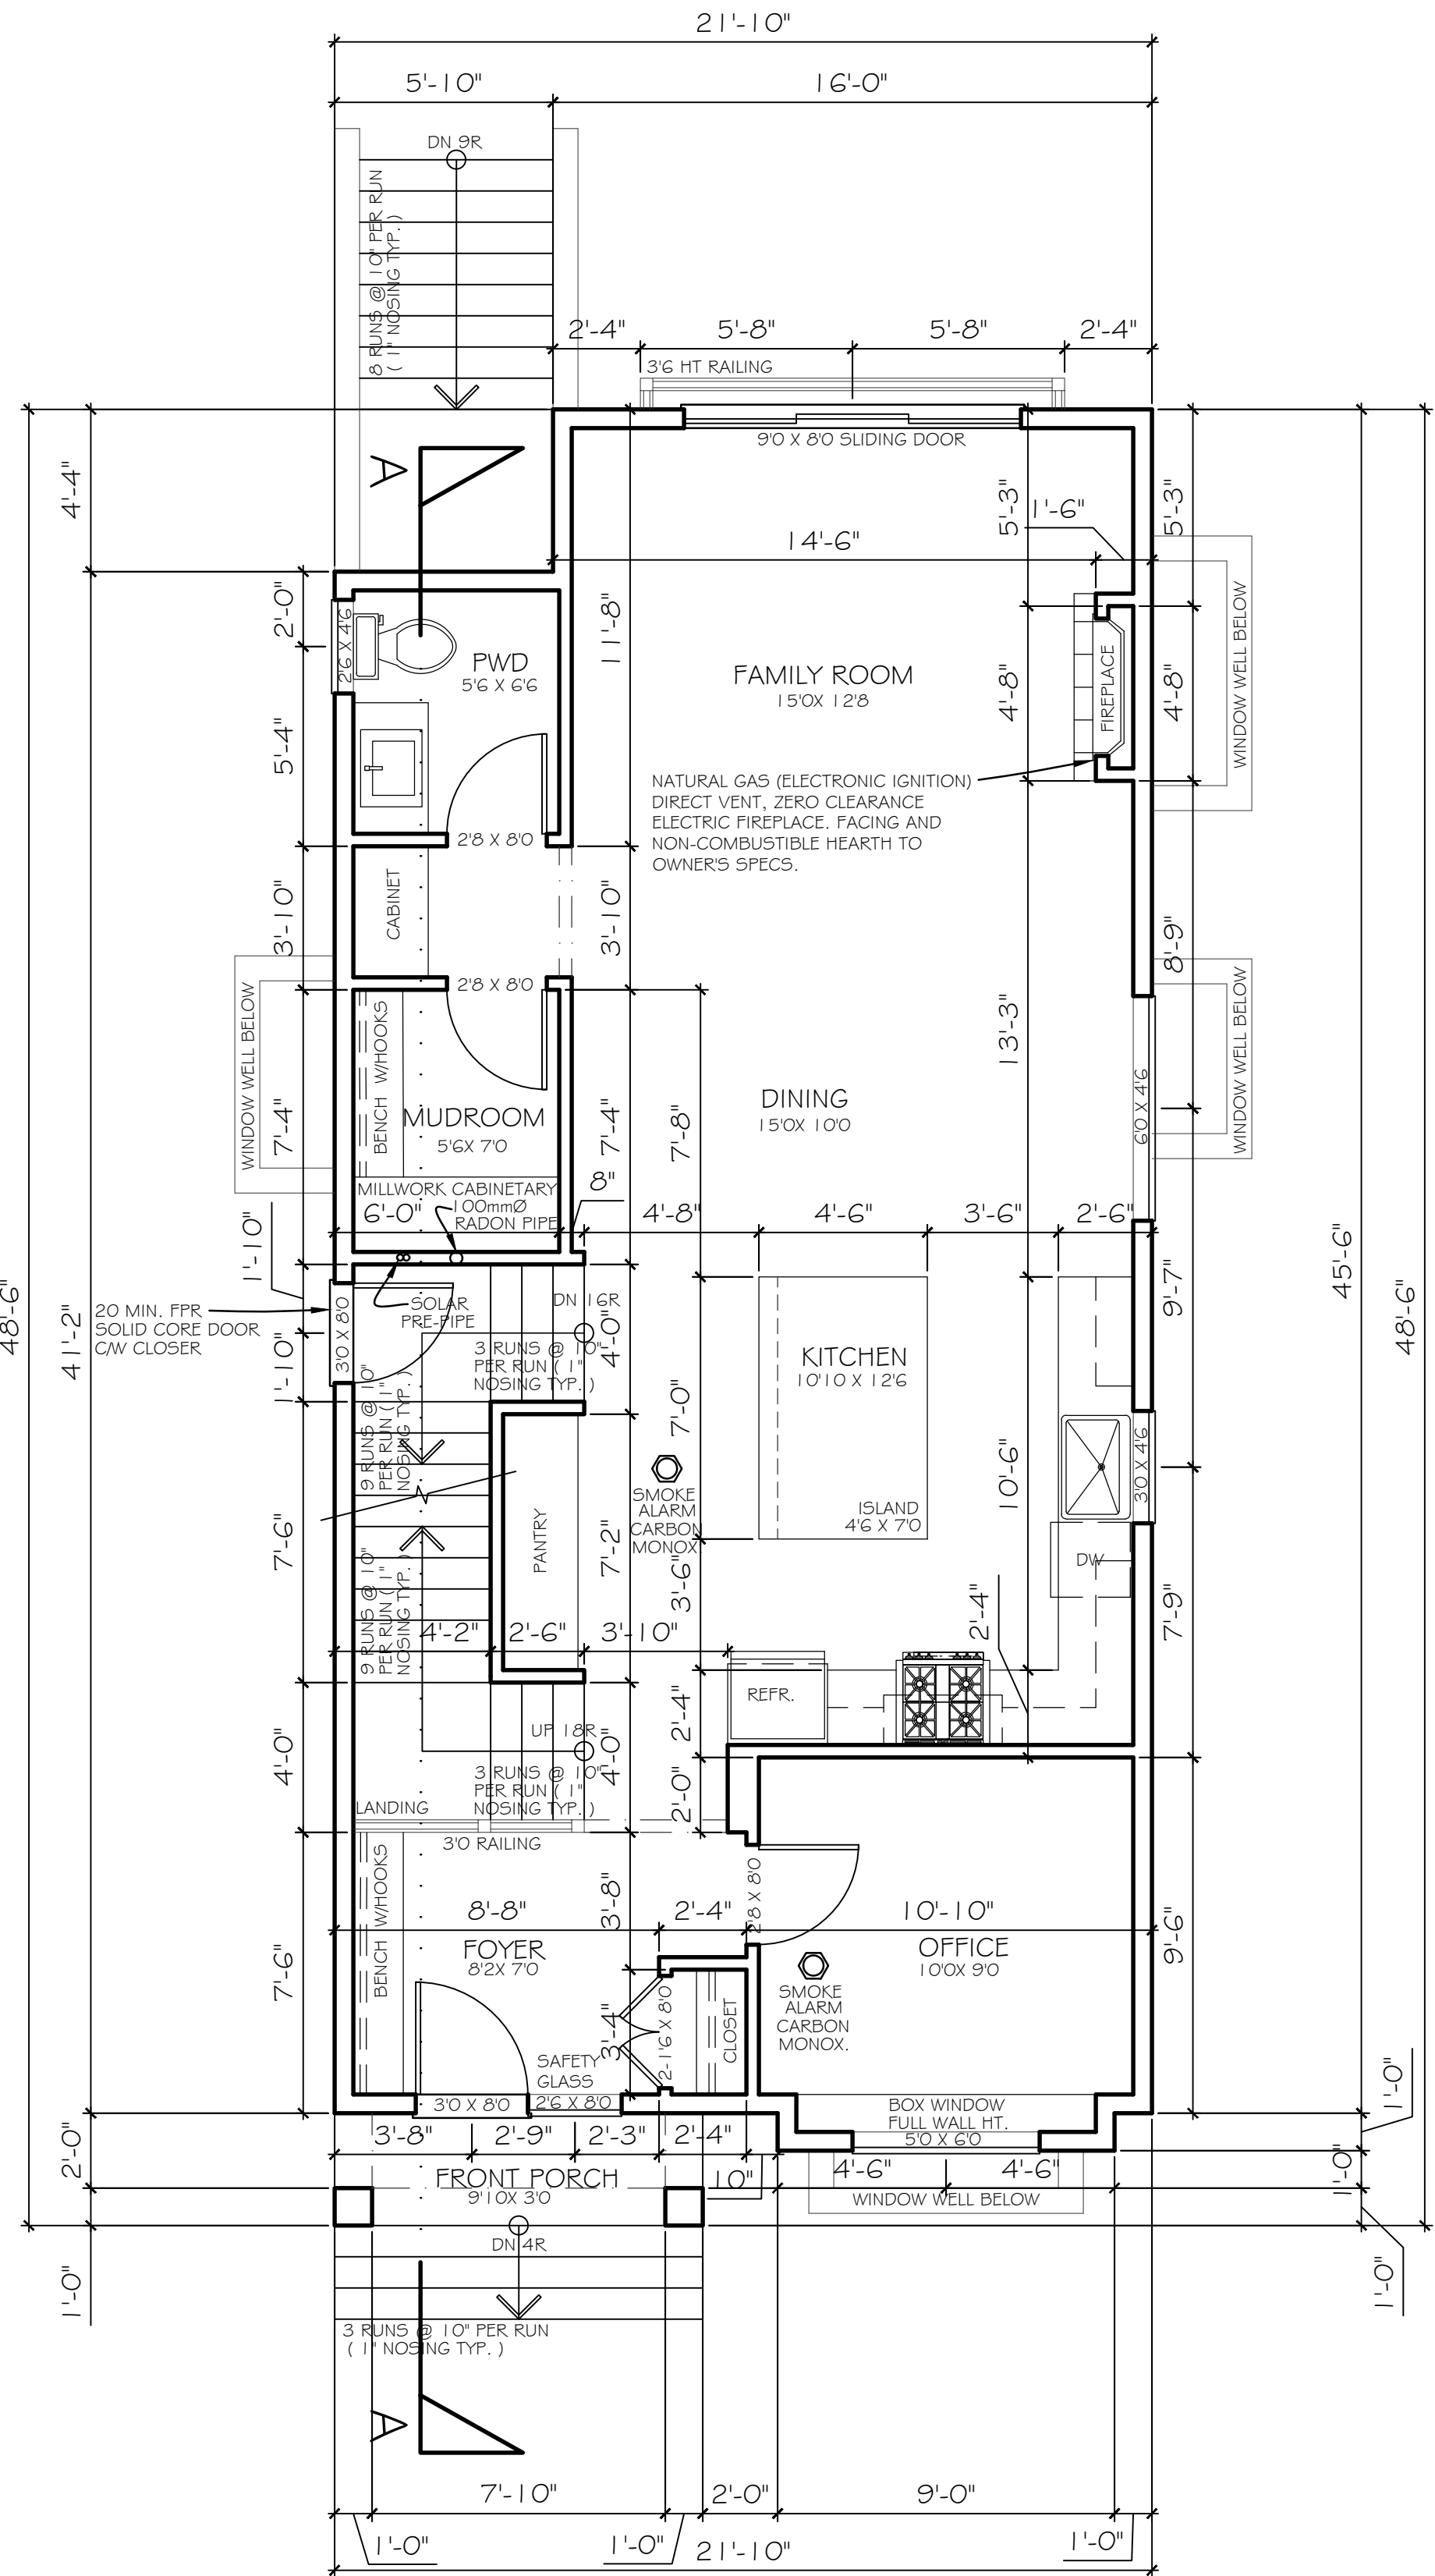 21'-10"
5'-10"
16'-0"
DN 9R
8 RUNS @ 10" PER RUN
( 1" NOSING TYP. )
2'-4"
5'-8"
5'-8"
2'-4"
3'6 HT RAILING
9'0 X 8'0 SLIDING DOOR
A
4'-4"
5'-3"
1'-6"
5'-3"
14'-6"
2'-0"
2'6 X 4'6
11'-8"
PWD
5'6 X 6'6
FAMILY ROOM
15'0X 12'8
4'-8"
FIREPLACE
4'-8"
WINDOW WELL BELOW
5'-4"
NATURAL GAS (ELECTRONIC IGNITION)
DIRECT VENT, ZERO CLEARANCE
ELECTRIC FIREPLACE. FACING AND
NON-COMBUSTIBLE HEARTH TO
OWNER'S SPECS.
2'8 X 8'0
3'-10"
CABINET
3'-10"
8'-9"
2'8 X 8'0
WINDOW WELL BELOW
BENCH W/HOOKS
13'-3"
WINDOW WELL BELOW
7'-4"
MUDROOM
5'6X 7'0
7'-4"
7'-8"
DINING
15'0X 10'0
6'0 X 4'6
MILLWORK CABINETARY
8"
6'-0"
100mmØ
RADON PIPE
4'-8"
4'-6"
3'-6"
2'-6"
1'-10"
48'-6"
41'-2"
20 MIN. FPR
SOLID CORE DOOR
C/W CLOSER
3'0 X 8'0
SOLAR
PRE-PIPE
DN 16R
3 RUNS @ 10"
PER RUN ( 1"
NOSING TYP. )
4'-0"
9'-7"
45'-6"
48'-6"
1'-10"
KITCHEN
10'10 X 12'6
7'-0"
9 RUNS @ 10"
PER RUN ( 1"
NOSING TYP. )
3'0 X 4'6
10'-6"
SMOKE
ALARM
CARBON
MONOX
ISLAND
4'6 X 7'0
7'-6"
PANTRY
7'-2"
DW
9 RUNS @ 10"
PER RUN ( 1"
NOSING TYP. )
3'-6"
2'-4"
7'-9"
4'-2"
2'-6"
3'-10"
REFR.
2'-4"
4'-0"
UP 18R
4'-0"
3 RUNS @ 10"
PER RUN ( 1"
NOSING TYP. )
2'-0"
LANDING
3'0 RAILING
BENCH W/HOOKS
2'8 X 8'0
8'-8"
3'-8"
2'-4"
10'-10"
9'-6"
FOYER
8'2X 7'0
OFFICE
10'0X 9'0
7'-6"
SMOKE
ALARM
CARBON
MONOX.
3'-4"
2-1'6 X 8'0
CLOSET
SAFETY
GLASS
3'0 X 8'0
2'6 X 8'0
BOX WINDOW
FULL WALL HT.
5'0 X 6'0
1'-0"
2'-0"
3'-8"
2'-9"
2'-3"
2'-4"
10"
4'-6"
4'-6"
1'-0"
FRONT PORCH
9'10X 3'0
WINDOW WELL BELOW
DN 4R
1'-0"
1'-0"
3 RUNS @ 10" PER RUN
( 1" NOSING TYP. )
A
7'-10"
2'-0"
9'-0"
1'-0"
1'-0"
21'-10"
1'-0"